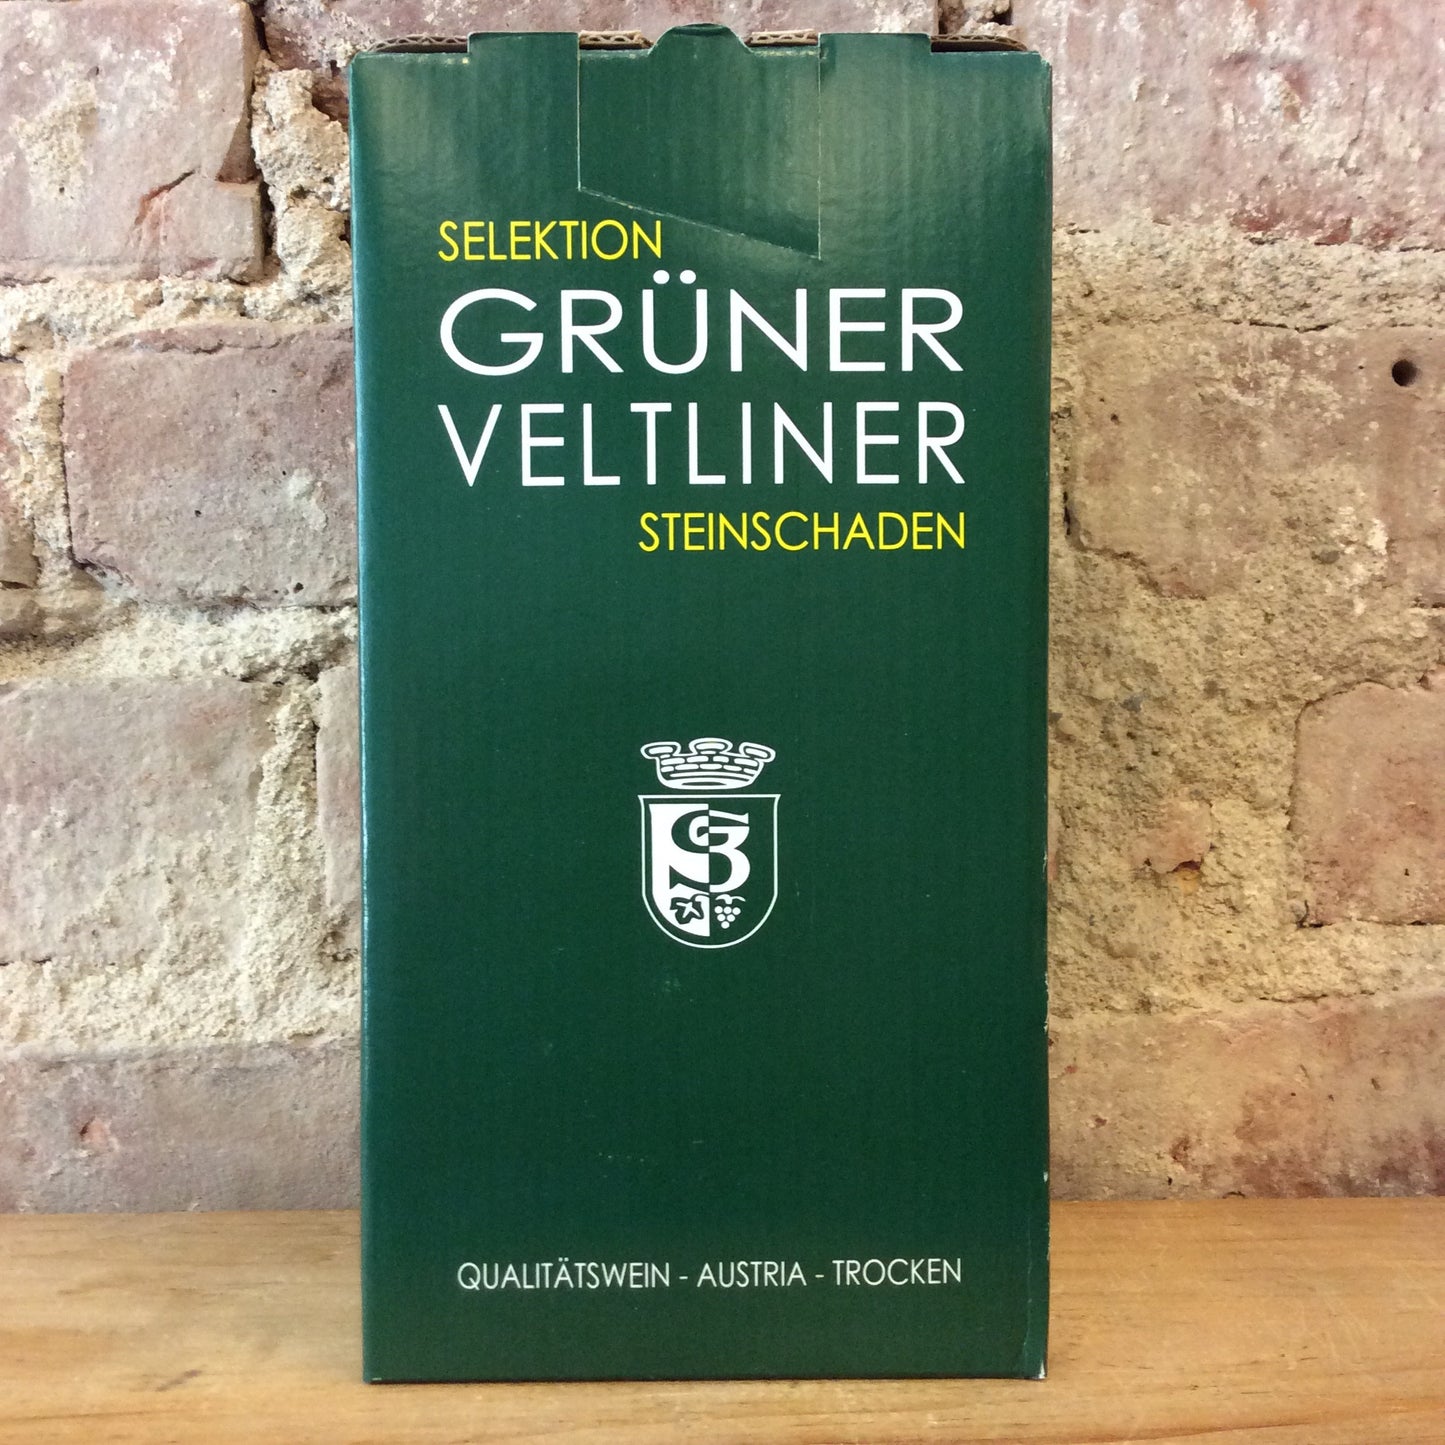 SELEKTION
GRÜNER
VELTLINER
STEINSCHADEN
QUALITÄTSWEIN - AUSTRIA - TROCKEN